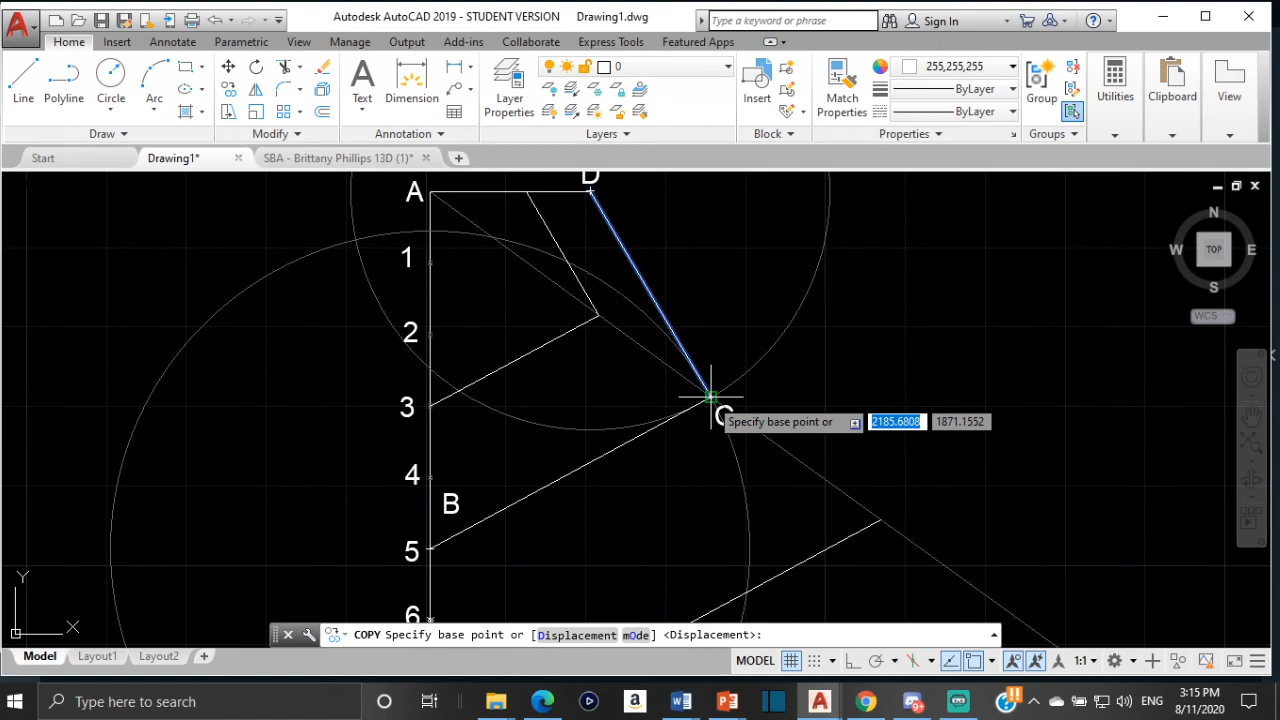 Autodesk AutoCAD 2019 - STUDENT VERSION Drawing1.dwg
Type a keyword or phrase
Sign In
Home Insert Annotate Parametric View Manage Output Add-ins Collaborate Express Tools Featured Apps
Line Polyline Circle Arc
Text Dimension
Layer Properties
0
Insert
Match Properties
255,255,255
ByLayer
ByLayer
Group
Utilities
Clipboard
View
Draw Modify Annotation Layers Block Properties Groups
Start Drawing1* SBA - Brittany Phillips 13D (1)*
D
A
1
2
3
4
B
5
6
C
N
W TOP E
S
WCS
Specify base point or 2185.6808 1871.1552
Y
X
COPY Specify base point or [Displacement mOde] <Displacement>:
Model Layout1 Layout2
MODEL 1:1
Type here to search
ENG
3:15 PM
8/11/2020